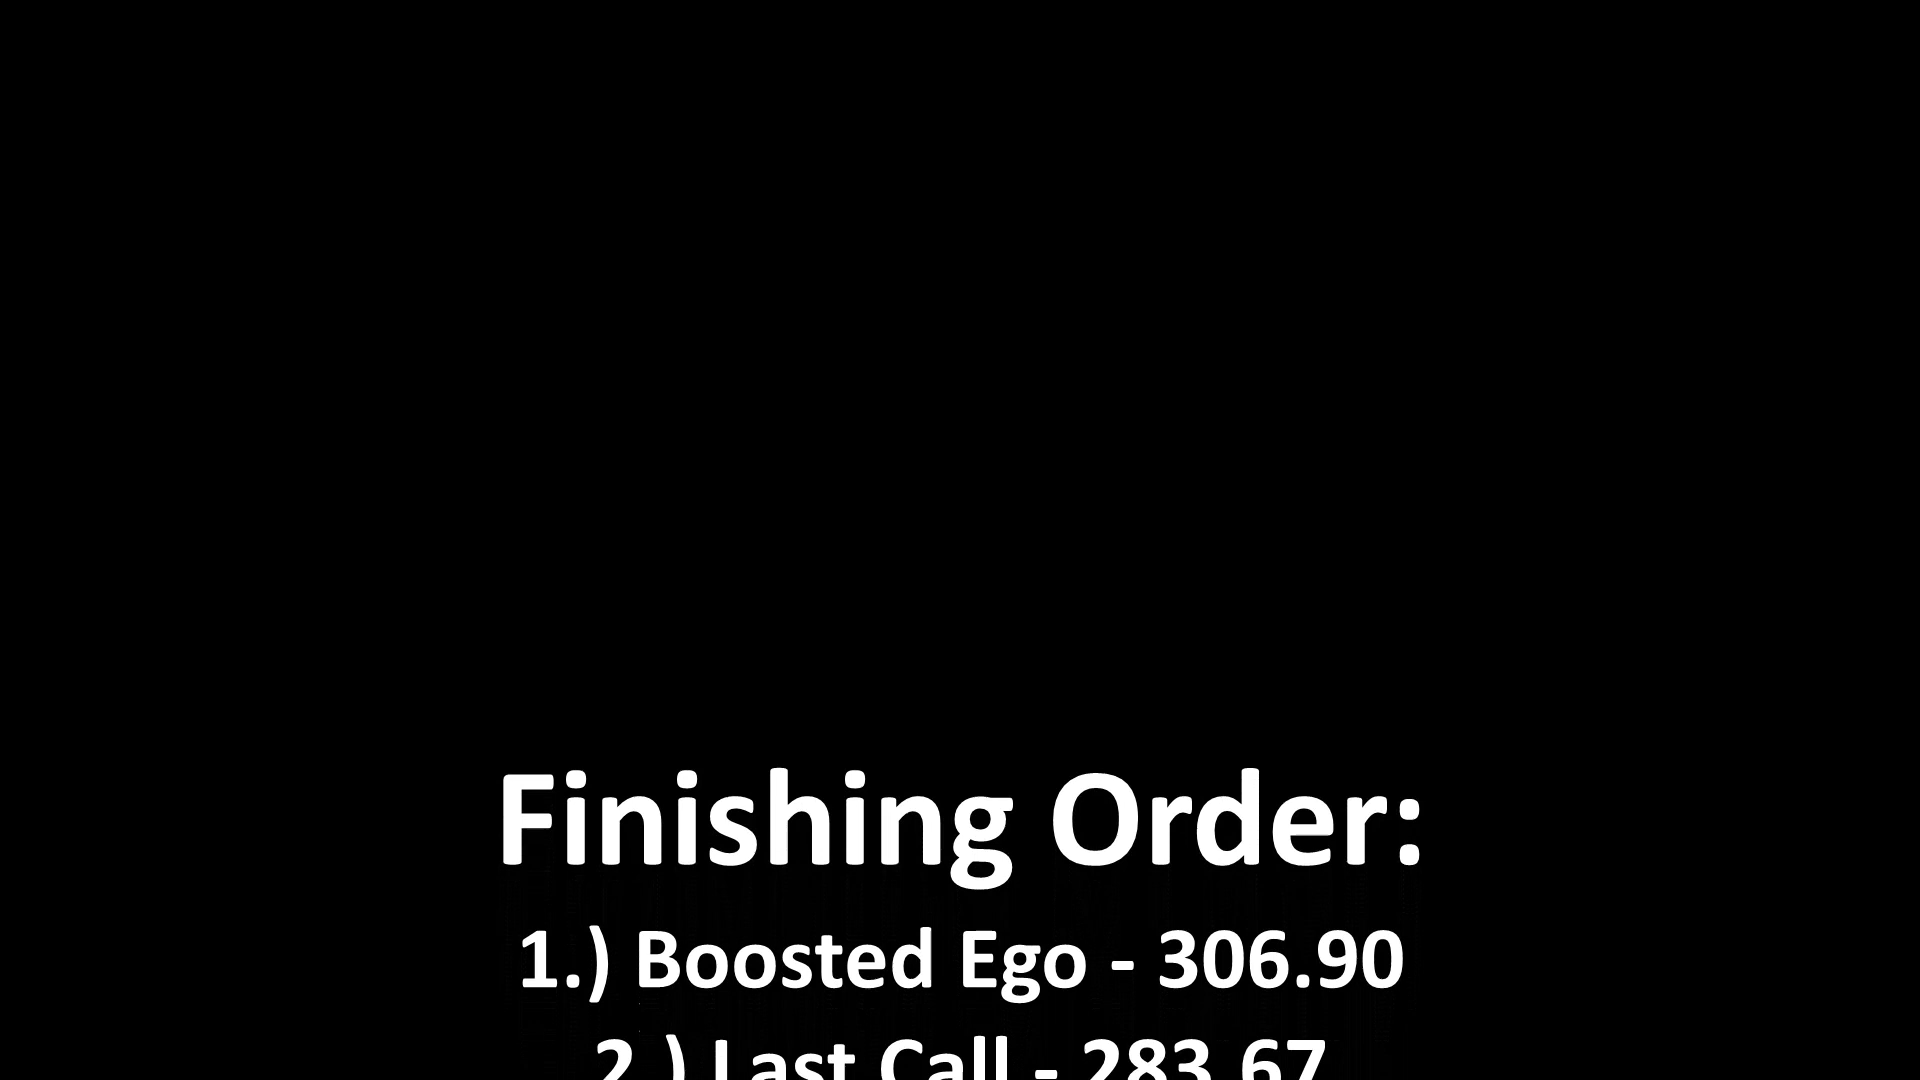 Finishing Order:
1.) Boosted Ego - 306.90
2.) Last Call - 283.67